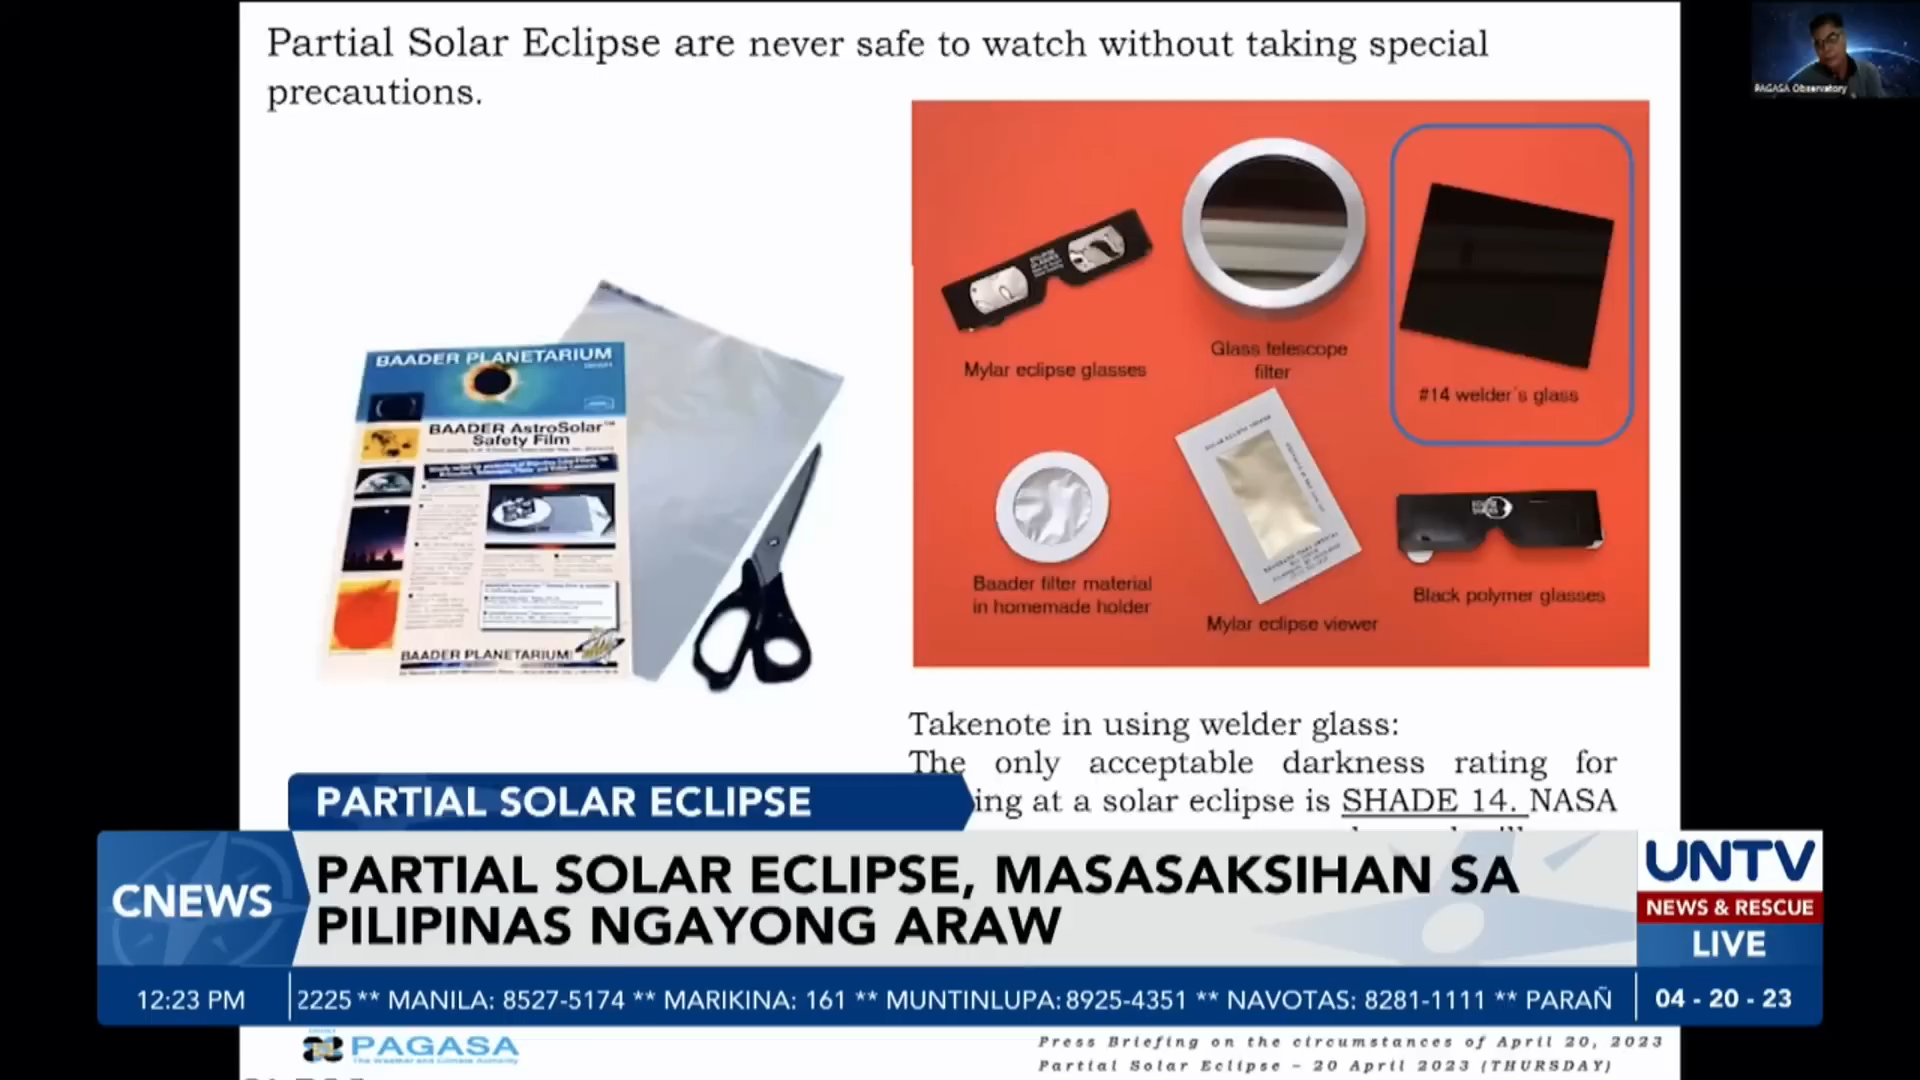 Partial Solar Eclipse are never safe to watch without taking special
precautions.
PAGASA Observatory
Mylar eclipse glasses
Glass telescope
filter
#14 welder's glass
Baader filter material
in homemade holder
Mylar eclipse viewer
Black polymer glasses
BAADER PLANETARIUM
BAADER AstroSolar™
Safety Film
BAADER PLANETARIUM
Takenote in using welder glass:
The only acceptable darkness rating for
ing at a solar eclipse is SHADE 14. NASA
PARTIAL SOLAR ECLIPSE
CNEWS
PARTIAL SOLAR ECLIPSE, MASASAKSIHAN SA
PILIPINAS NGAYONG ARAW
UNTV
NEWS & RESCUE
LIVE
12:23 PM
2225 ** MANILA: 8527-5174 ** MARIKINA: 161 ** MUNTINLUPA: 8925-4351 ** NAVOTAS: 8281-1111 ** PARAÑ
04 - 20 - 23
PAGASA
The Weather and Climate Authority
Press Briefing on the circumstances of April 20, 2023
Partial Solar Eclipse – 20 April 2023 (THURSDAY)